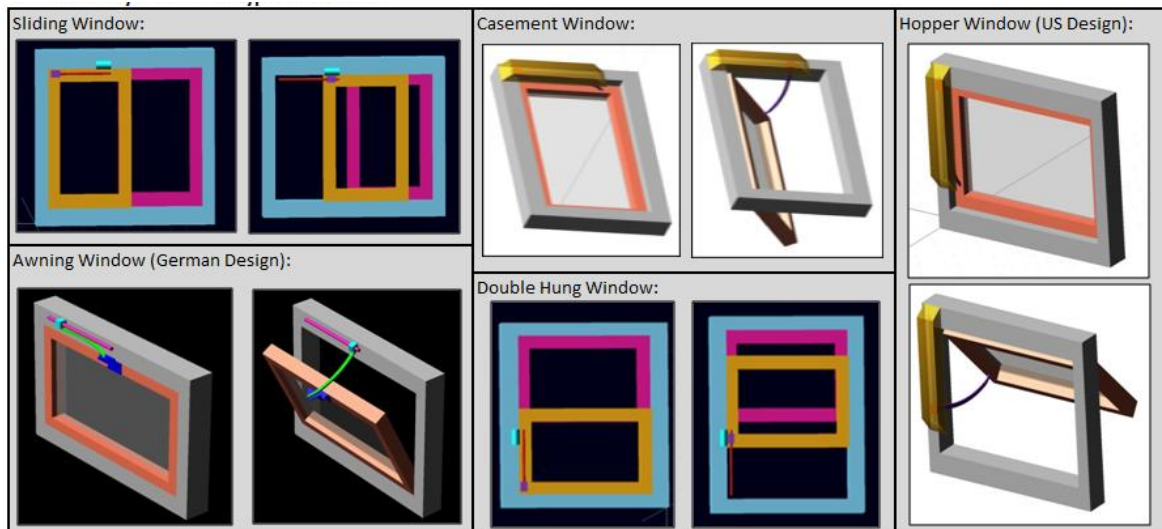 Sliding Window:
Casement Window:
Hopper Window (US Design):
Awning Window (German Design):
Double Hung Window: